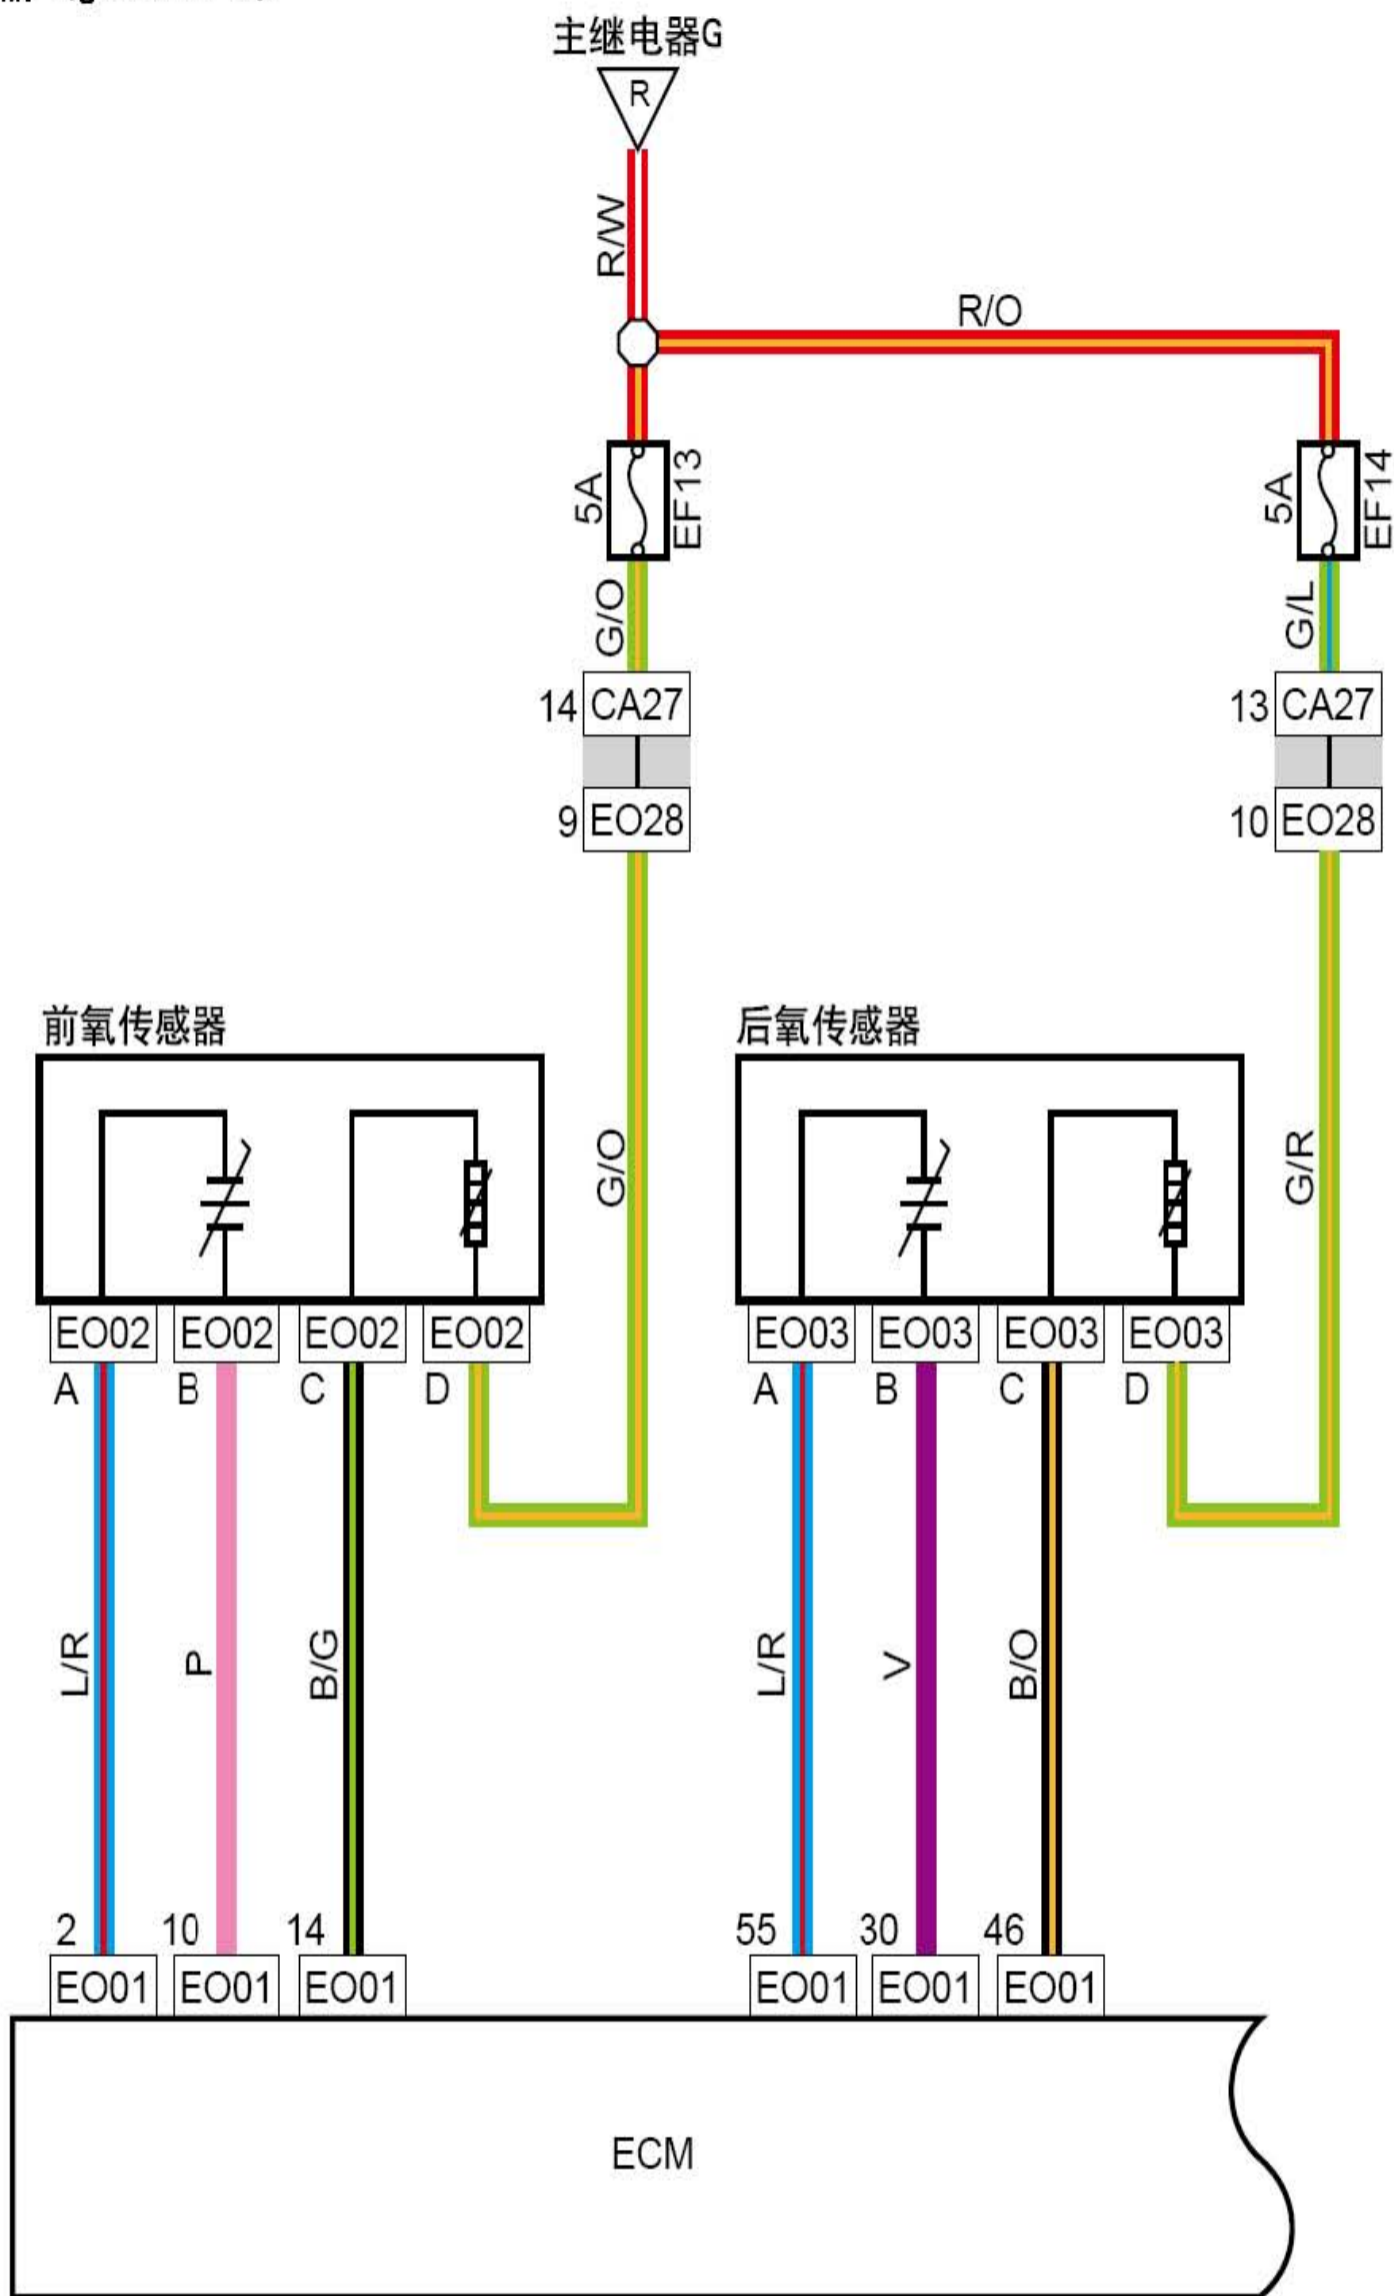 主继电器G
R
R/W
R/O
5A
EF13
5A
EF14
G/O
G/L
14 CA27
13 CA27
9 EO28
10 EO28
前氧传感器
后氧传感器
G/O
G/R
EO02 EO02 EO02 EO02
EO03 EO03 EO03 EO03
A B C D
A B C D
L/R
P
B/G
L/R
V
B/O
2 10 14
55 30 46
EO01 EO01 EO01
EO01 EO01 EO01
ECM